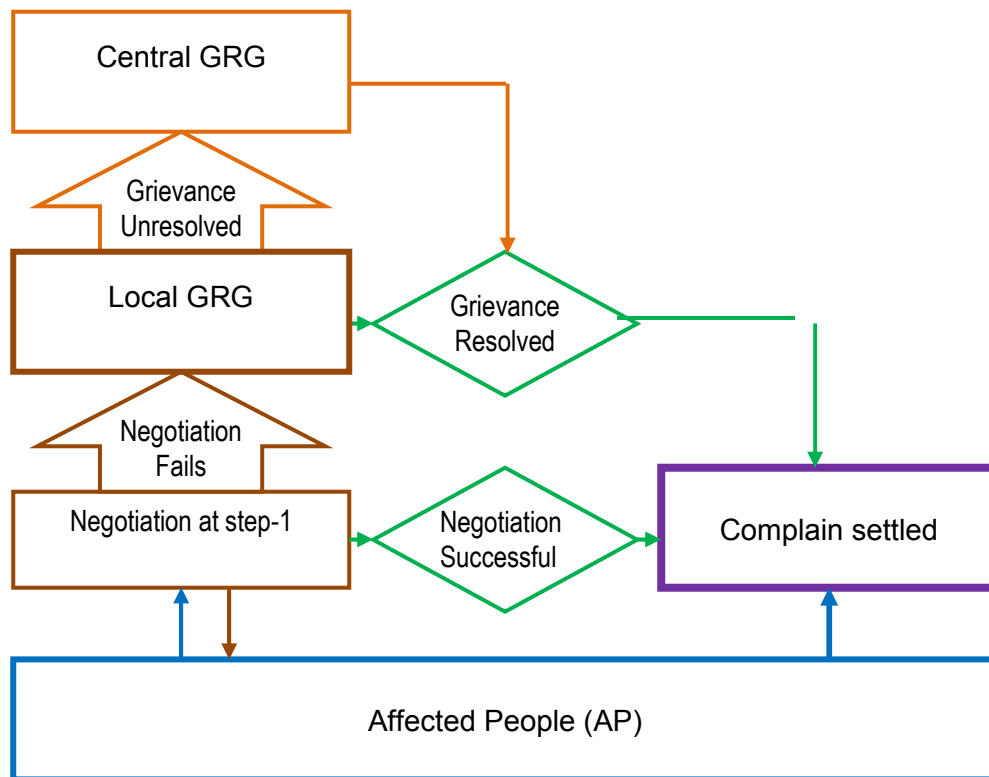 Central GRG
Grievance
Unresolved
Local GRG
Grievance
Resolved
Negotiation
Fails
Negotiation at step-1
Negotiation
Successful
Complain settled
Affected People (AP)